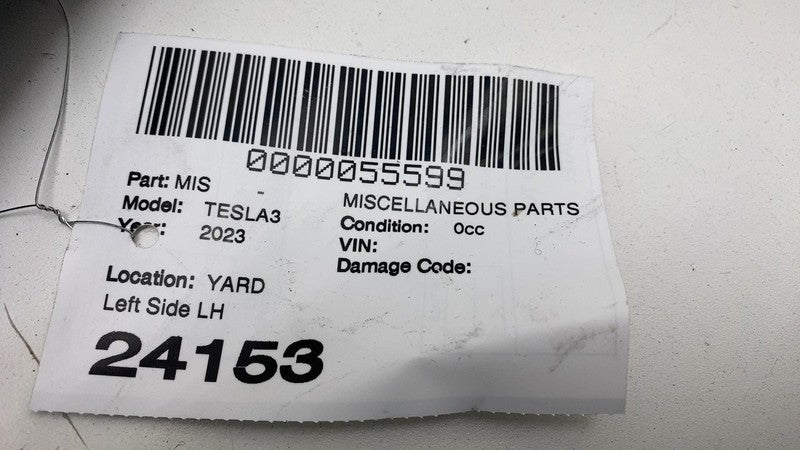 0000055599
Part: MIS -
MISCELLANEOUS PARTS
Model: TESLA3
Condition: 0cc
Year: 2023
VIN:
Damage Code:
Location: YARD
Left Side LH
24153